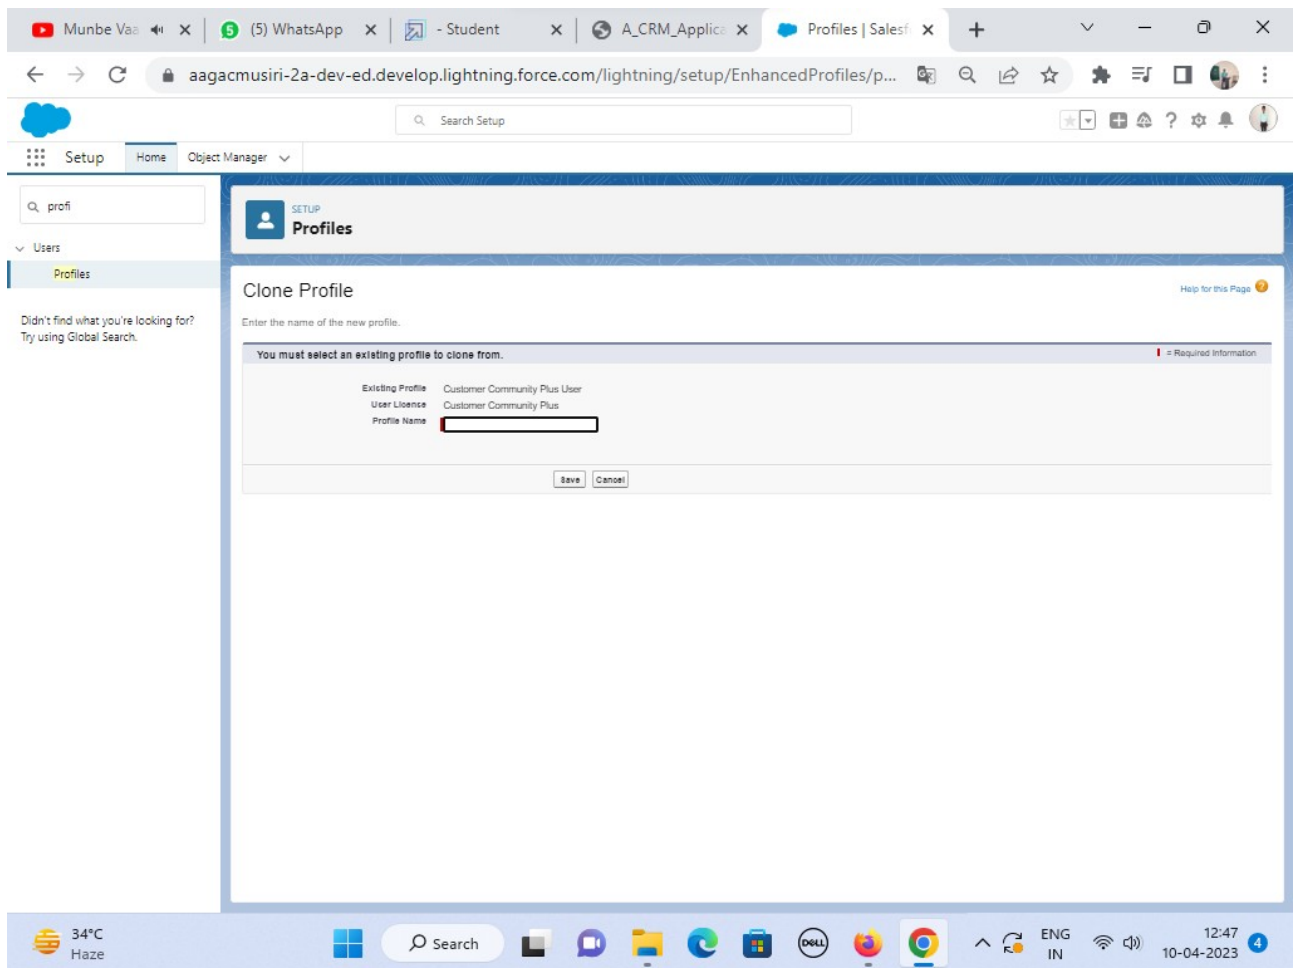 Munbe Vaa
5 (5) WhatsApp
- Student
A_CRM_Applica
Profiles | Salesf
aagacmusiri-2a-dev-ed.develop.lightning.force.com/lightning/setup/EnhancedProfiles/p...
Search Setup
Setup Home Object Manager
profi
Users
Profiles
Didn't find what you're looking for?
Try using Global Search.
SETUP
Profiles
Clone Profile
Help for this Page ?
Enter the name of the new profile.
You must select an existing profile to clone from.
= Required Information
Existing Profile Customer Community Plus User
User License Customer Community Plus
Profile Name
Save Cancel
34°C
Haze
Search
DELL
ENG
IN
12:47
10-04-2023
4